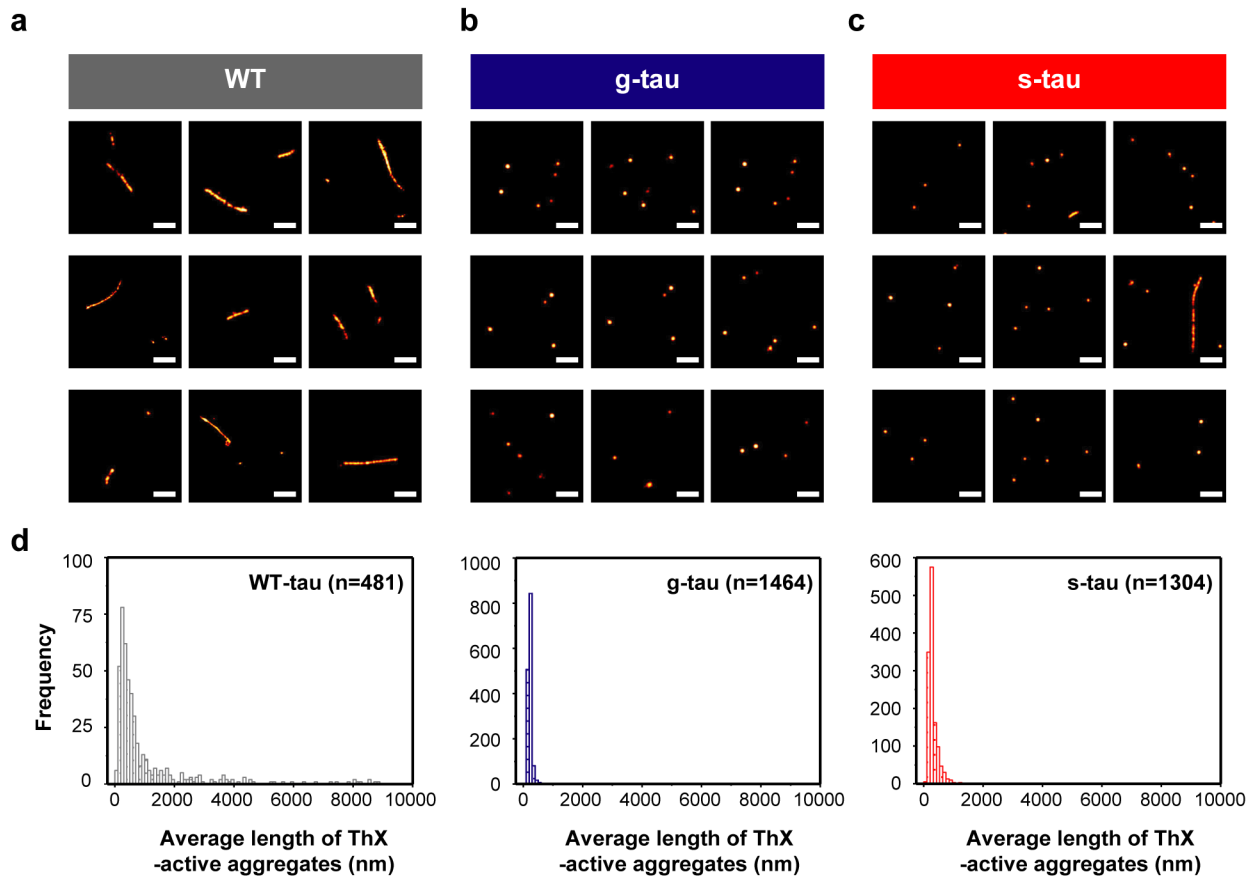 a
b
c
WT
g-tau
s-tau
d
100
75
50
25
0
Frequency
WT-tau (n=481)
0
2000
4000
6000
8000
10000
Average length of ThX
-active aggregates (nm)
1000
800
600
400
200
0
g-tau (n=1464)
0
2000
4000
6000
8000
10000
Average length of ThX
-active aggregates (nm)
600
500
400
300
200
100
0
s-tau (n=1304)
0
2000
4000
6000
8000
10000
Average length of ThX
-active aggregates (nm)